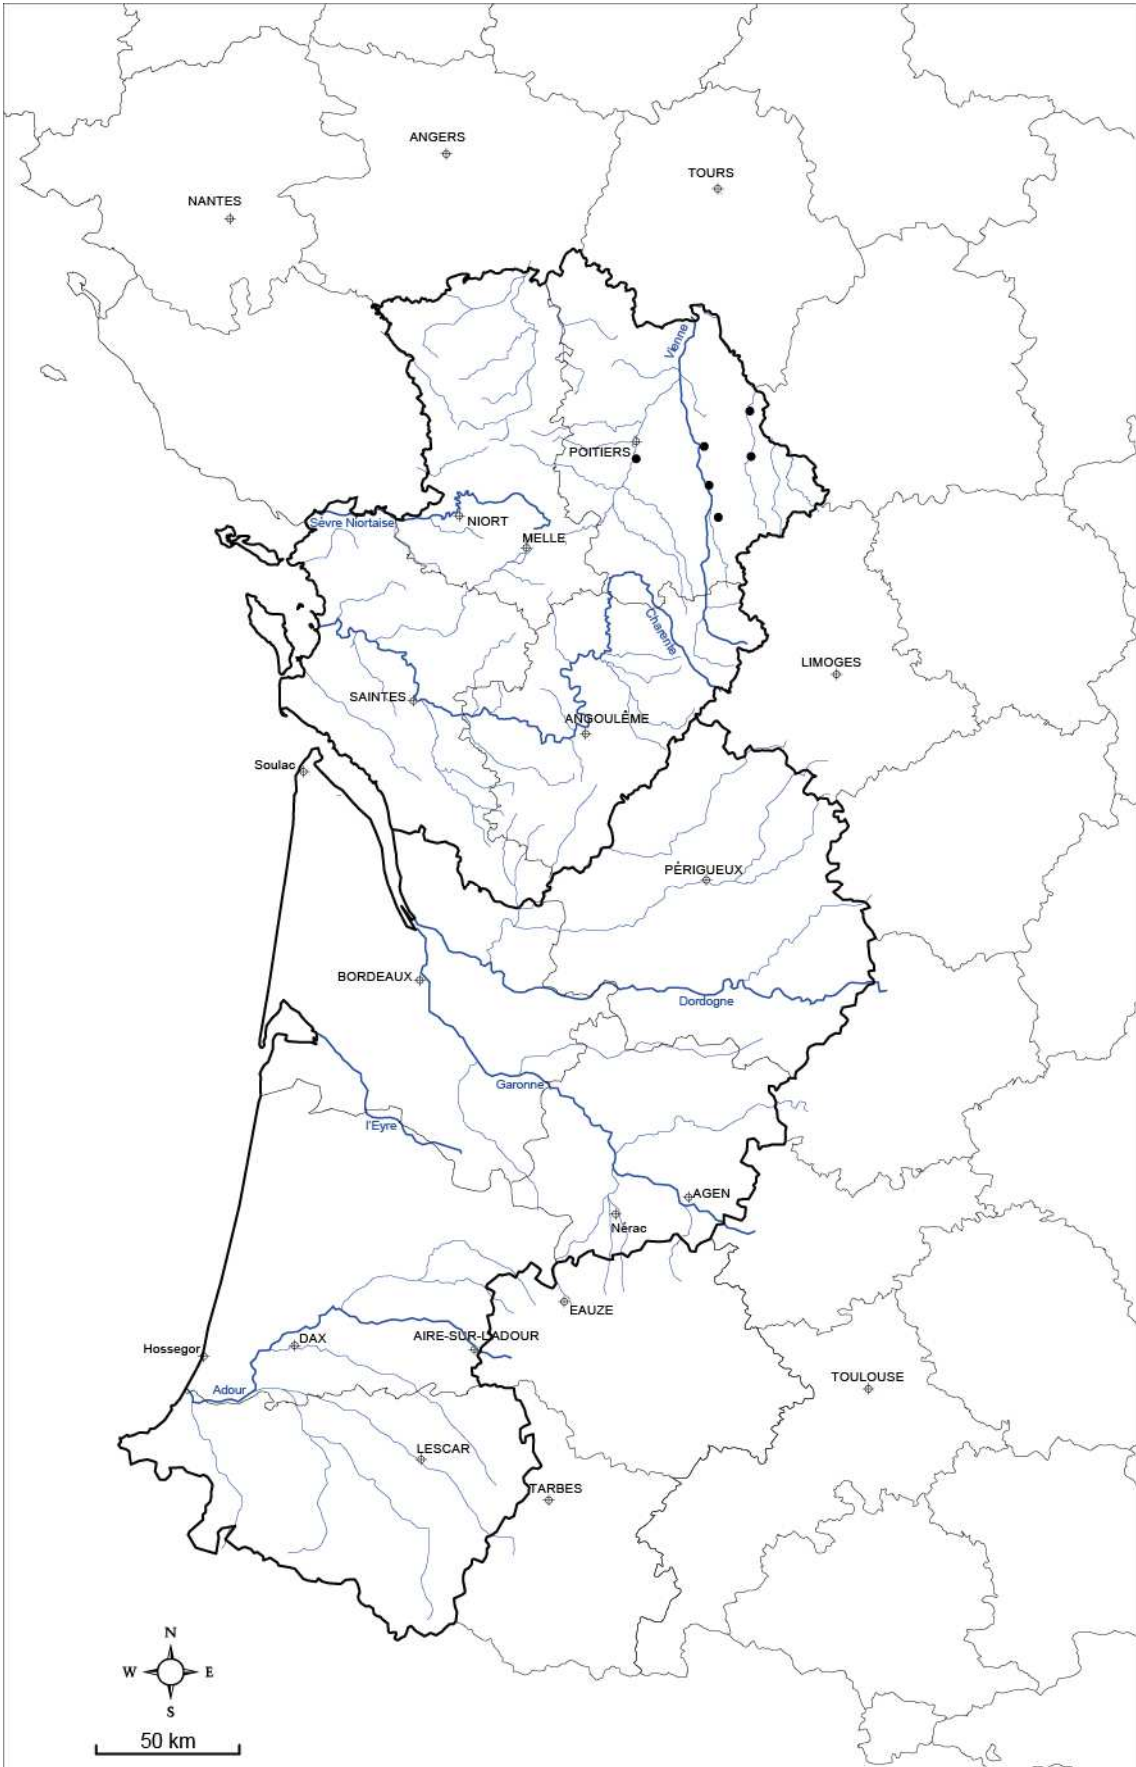 ANGERS
TOURS
NANTES
Vienne
POITIERS
Sèvre Niortaise
NIORT
MELLE
Charente
LIMOGES
SAINTES
ANGOULÊME
Soulac
PÉRIGUEUX
BORDEAUX
Dordogne
Garonne
l'Eyre
AGEN
Nérac
EAUZE
AIRE-SUR-L'ADOUR
DAX
Hossegor
TOULOUSE
Adour
LESCAR
TARBES
N
W E
S
50 km